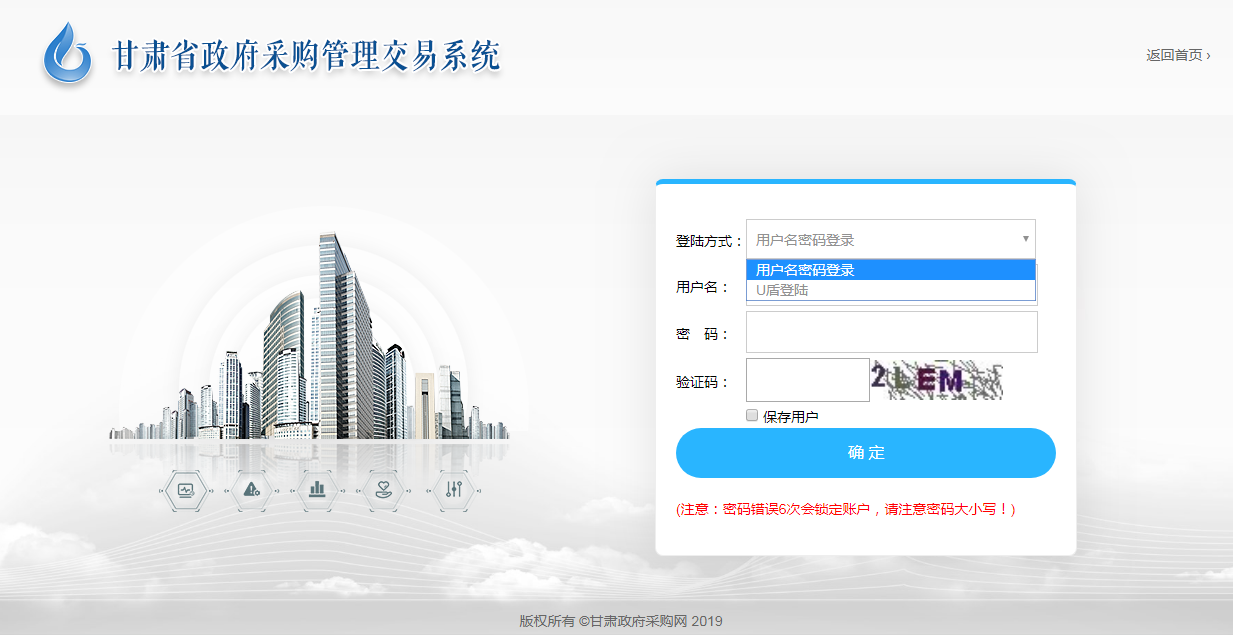 甘肃省政府采购管理交易系统
返回首页 ›
登陆方式： 用户名密码登录
用户名密码登录
U盾登陆
用户名：
密 码：
验证码： 2LEM
保存用户
确 定
(注意：密码错误6次会锁定账户，请注意密码大小写！)
版权所有 ©甘肃政府采购网 2019